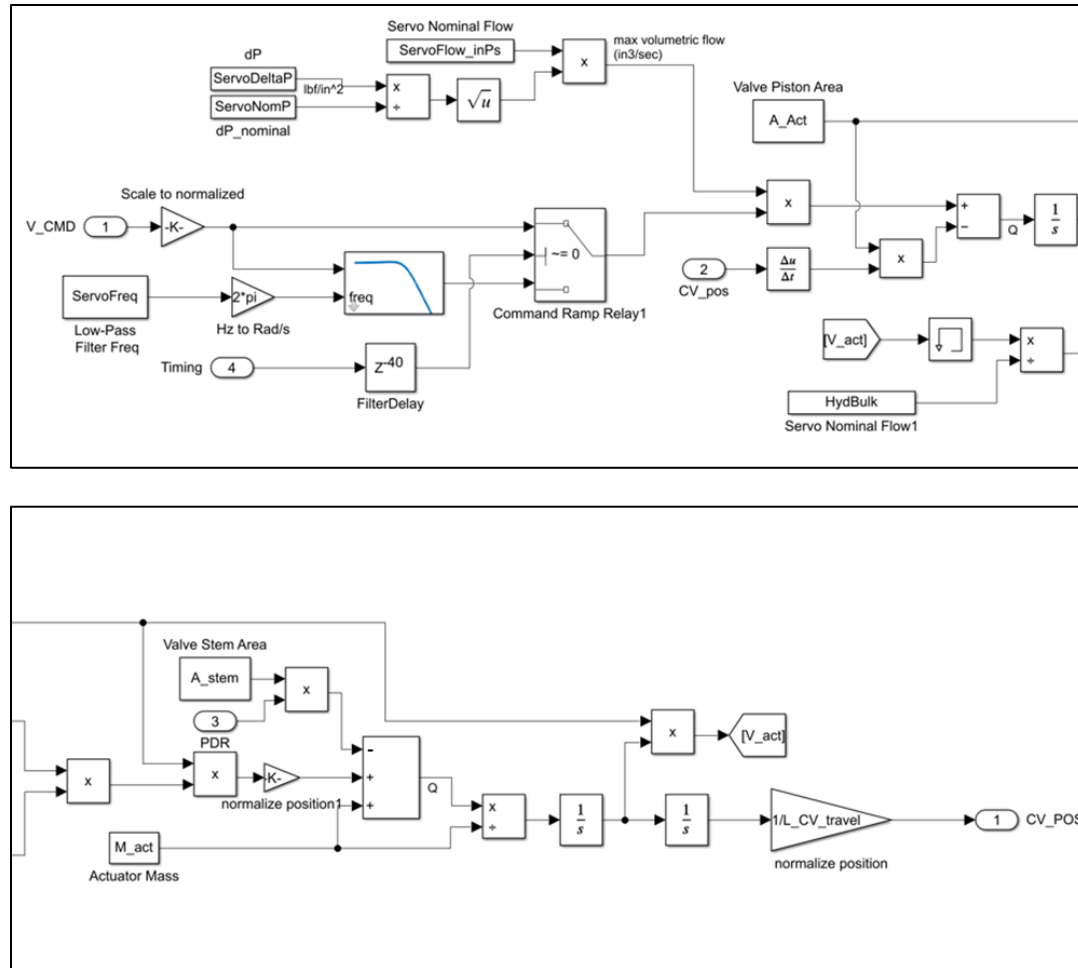 Servo Nominal Flow
ServoFlow_inPs
x
max volumetric flow
(in3/sec)
dP
ServoDeltaP
lbf/in^2
ServoNomP
dP_nominal
x
÷
√u
Valve Piston Area
A_Act
Scale to normalized
V_CMD
1
-K-
ServoFreq
Low-Pass
Filter Freq
2*pi
Hz to Rad/s
freq
~= 0
Command Ramp Relay1
Timing
4
Z-40
FilterDelay
x
2
CV_pos
Δu
Δt
x
+
−
Q
1
s
[V_act]
x
÷
HydBulk
Servo Nominal Flow1
Valve Stem Area
A_stem
x
3
PDR
x
x
-K-
normalize position1
-
+
+
Q
M_act
Actuator Mass
x
÷
1
s
x
[V_act]
1
s
1/L_CV_travel
normalize position
1
CV_POS